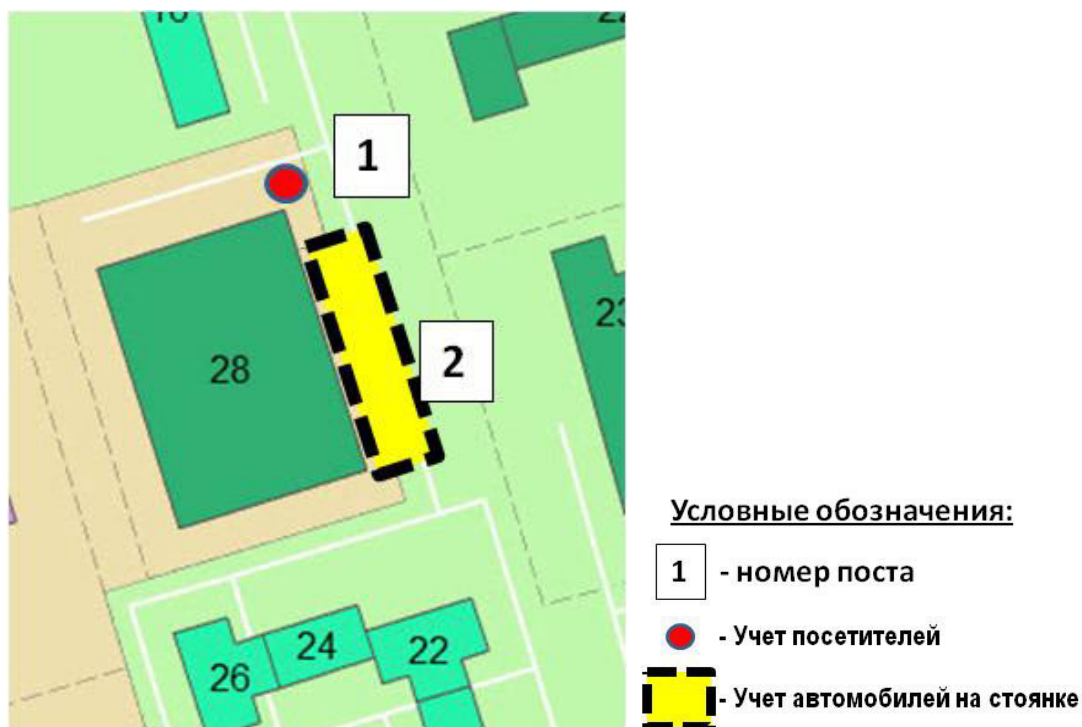 1
28
2
24
22
26
Условные обозначения:
1 - номер поста
- Учет посетителей
- Учет автомобилей на стоянке